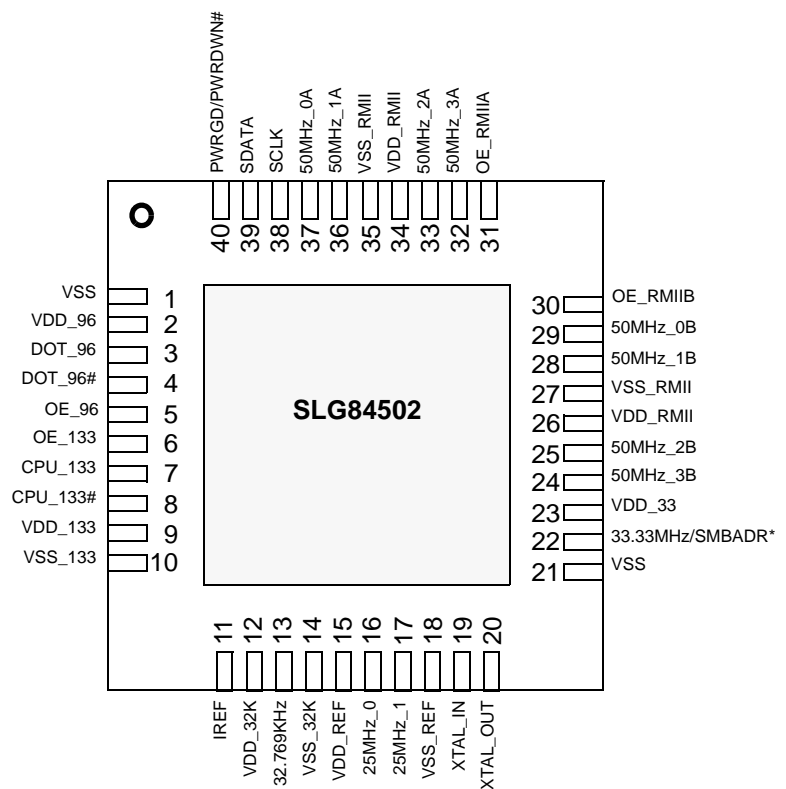 PWRGD/PWRDWN#
SDATA
SCLK
50MHz_0A
50MHz_1A
VSS_RMII
VDD_RMII
50MHz_2A
50MHz_3A
OE_RMIIA
40
39
38
37
36
35
34
33
32
31
VSS 1
VDD_96 2
DOT_96 3
DOT_96# 4
OE_96 5
OE_133 6
CPU_133 7
CPU_133# 8
VDD_133 9
VSS_133 10
SLG84502
30 OE_RMIIB
29 50MHz_0B
28 50MHz_1B
27 VSS_RMII
26 VDD_RMII
25 50MHz_2B
24 50MHz_3B
23 VDD_33
22 33.33MHz/SMBADR*
21 VSS
11
12
13
14
15
16
17
18
19
20
IREF
VDD_32K
32.769KHz
VSS_32K
VDD_REF
25MHz_0
25MHz_1
VSS_REF
XTAL_IN
XTAL_OUT